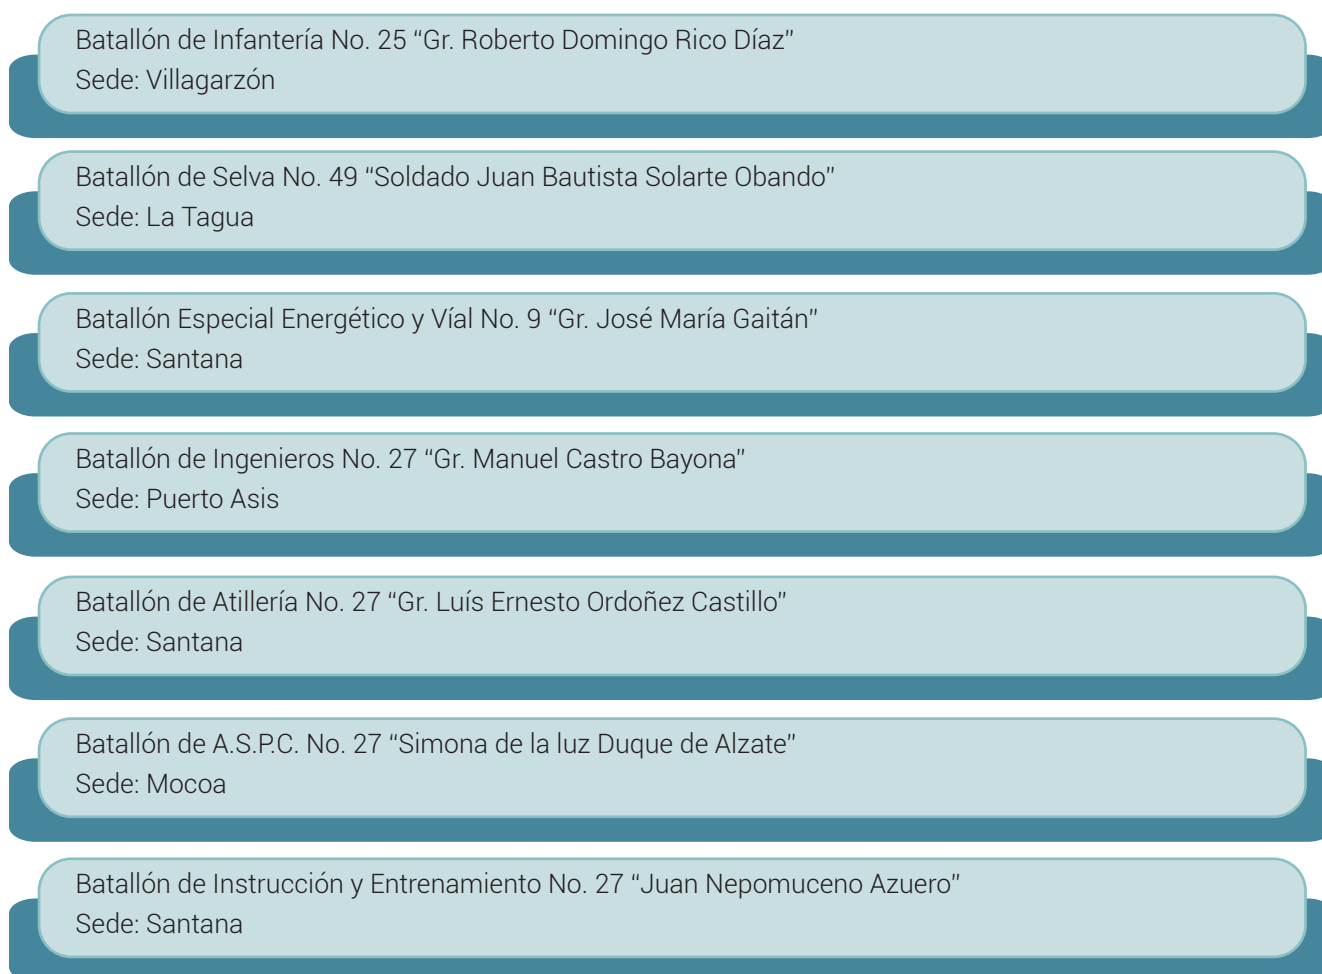 Batallón de Infantería No. 25 “Gr. Roberto Domingo Rico Díaz”
Sede: Villagarzón
Batallón de Selva No. 49 “Soldado Juan Bautista Solarte Obando”
Sede: La Tagua
Batallón Especial Energético y Víal No. 9 “Gr. José María Gaitán”
Sede: Santana
Batallón de Ingenieros No. 27 “Gr. Manuel Castro Bayona”
Sede: Puerto Asis
Batallón de Atillería No. 27 “Gr. Luís Ernesto Ordoñez Castillo”
Sede: Santana
Batallón de A.S.P.C. No. 27 “Simona de la luz Duque de Alzate”
Sede: Mocoa
Batallón de Instrucción y Entrenamiento No. 27 “Juan Nepomuceno Azuero”
Sede: Santana